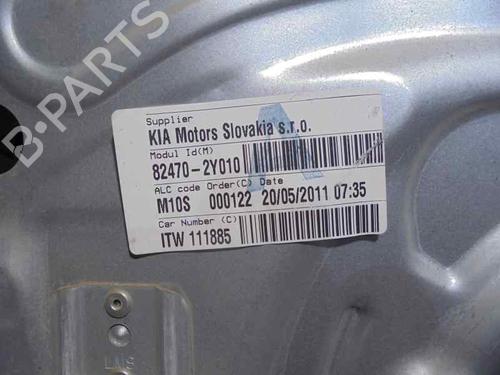 B-PARTS
Supplier
KIA Motors Slovakia s.r.o.
Modul Id(M)
82470-2Y010
ALC code Order(C) Date
M10S 000122 20/05/2011 07:35
Car Number (C)
ITW 111885
LHS